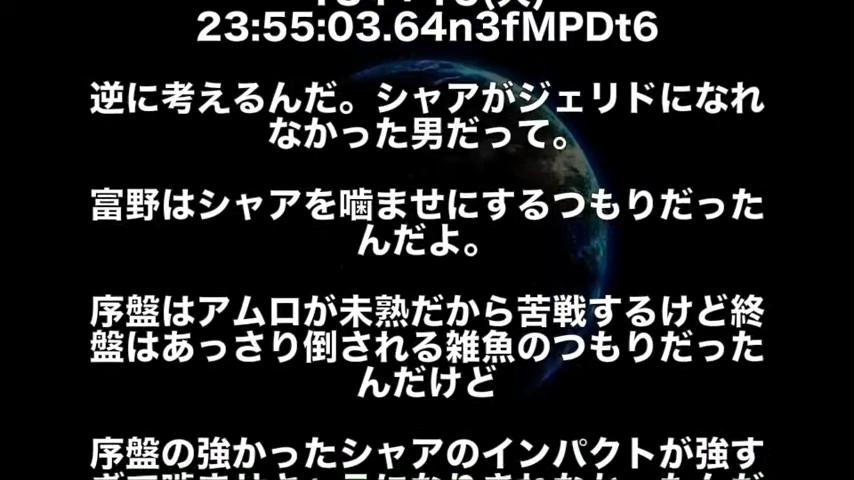 23:55:03.64n3fMPDt6
逆に考えるんだ。シャアがジェリドになれ
なかった男だって。
富野はシャアを噛ませにするつもりだった
んだよ。
序盤はアムロが未熟だから苦戦するけど終
盤はあっさり倒される雑魚のつもりだった
んだけど
序盤の強かったシャアのインパクトが強す